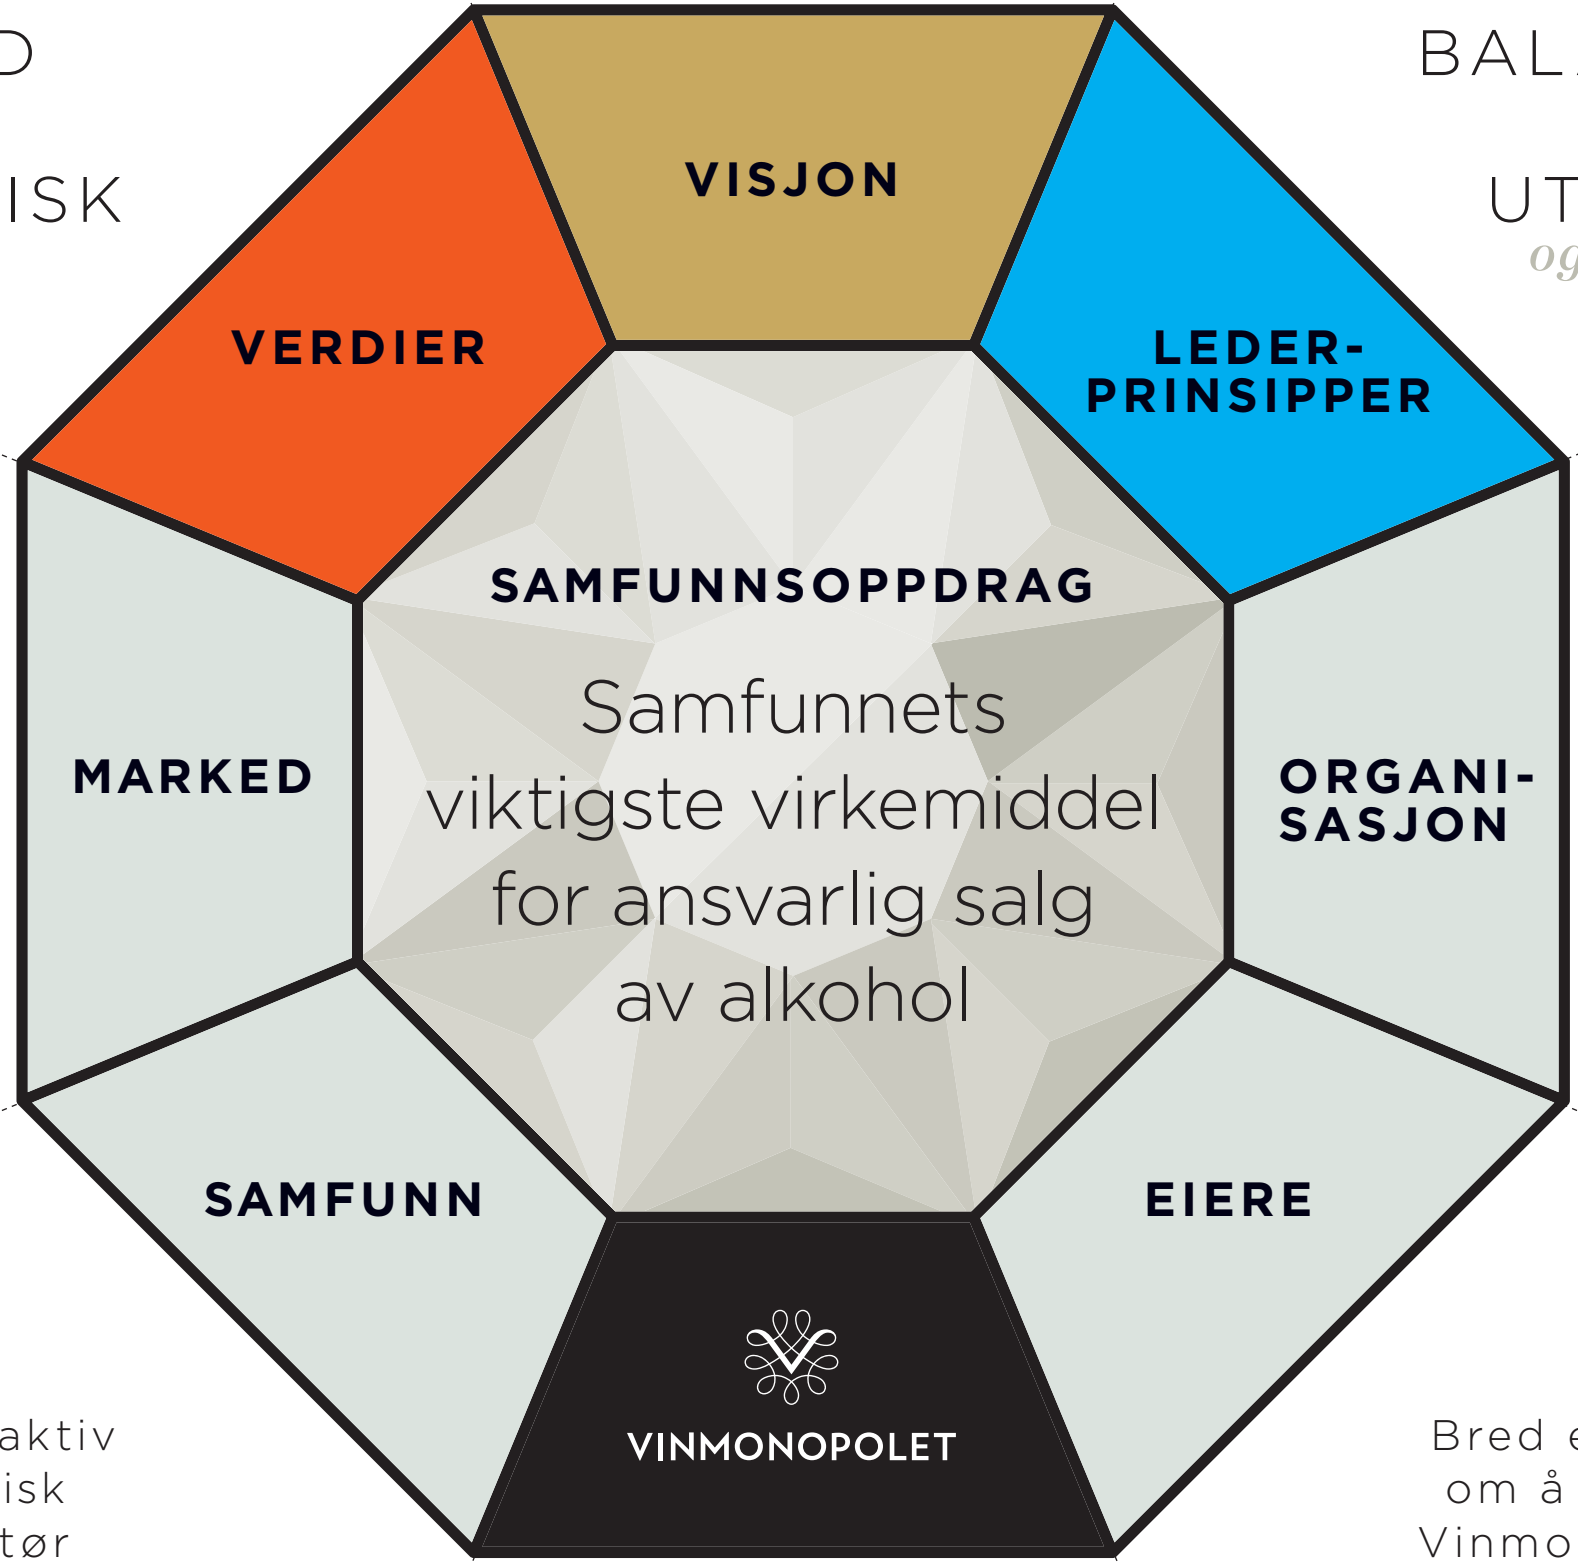 D
BAL
ISK
UT
og
VISJON
VERDIER
LEDER-
PRINSIPPER
SAMFUNNSOPPDRAG
Samfunnets
viktigste virkemiddel
for ansvarlig salg
av alkohol
MARKED
ORGANI-
SASJON
SAMFUNN
EIERE
VINMONOPOLET
aktiv
isk
tør
Bred e
om å
Vinmo